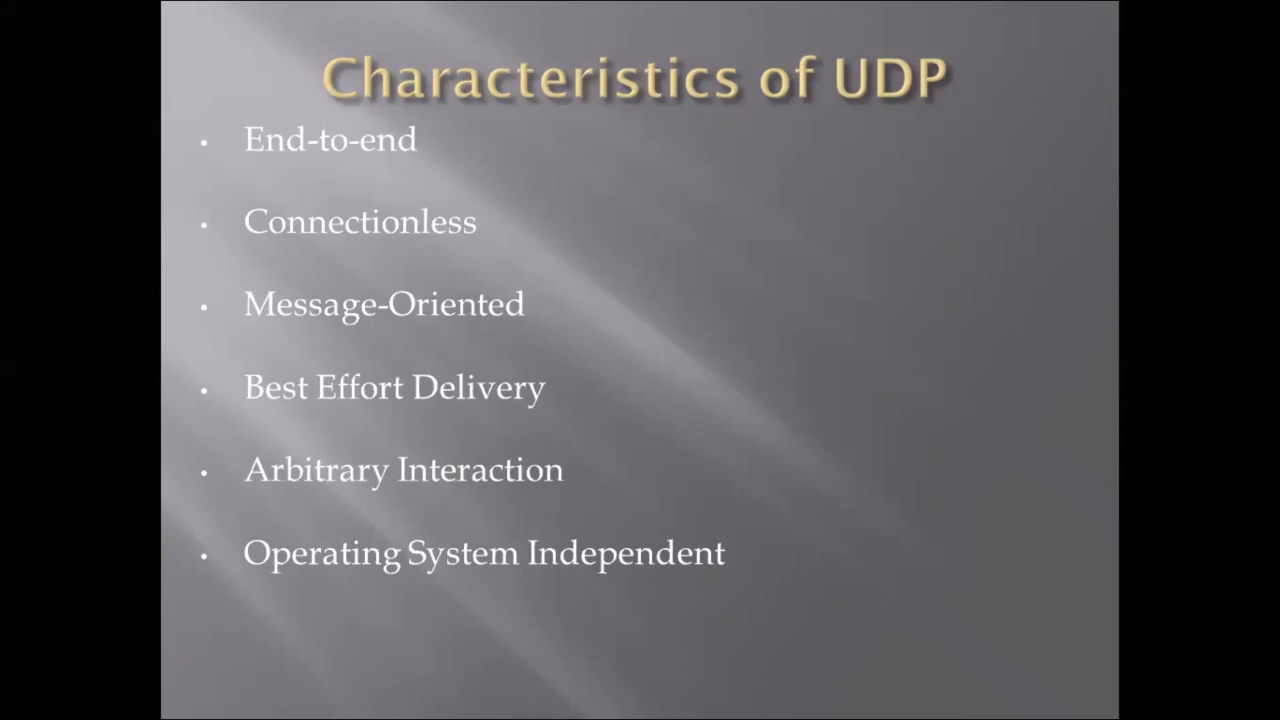 Characteristics of UDP
• End-to-end
• Connectionless
• Message-Oriented
• Best Effort Delivery
• Arbitrary Interaction
• Operating System Independent